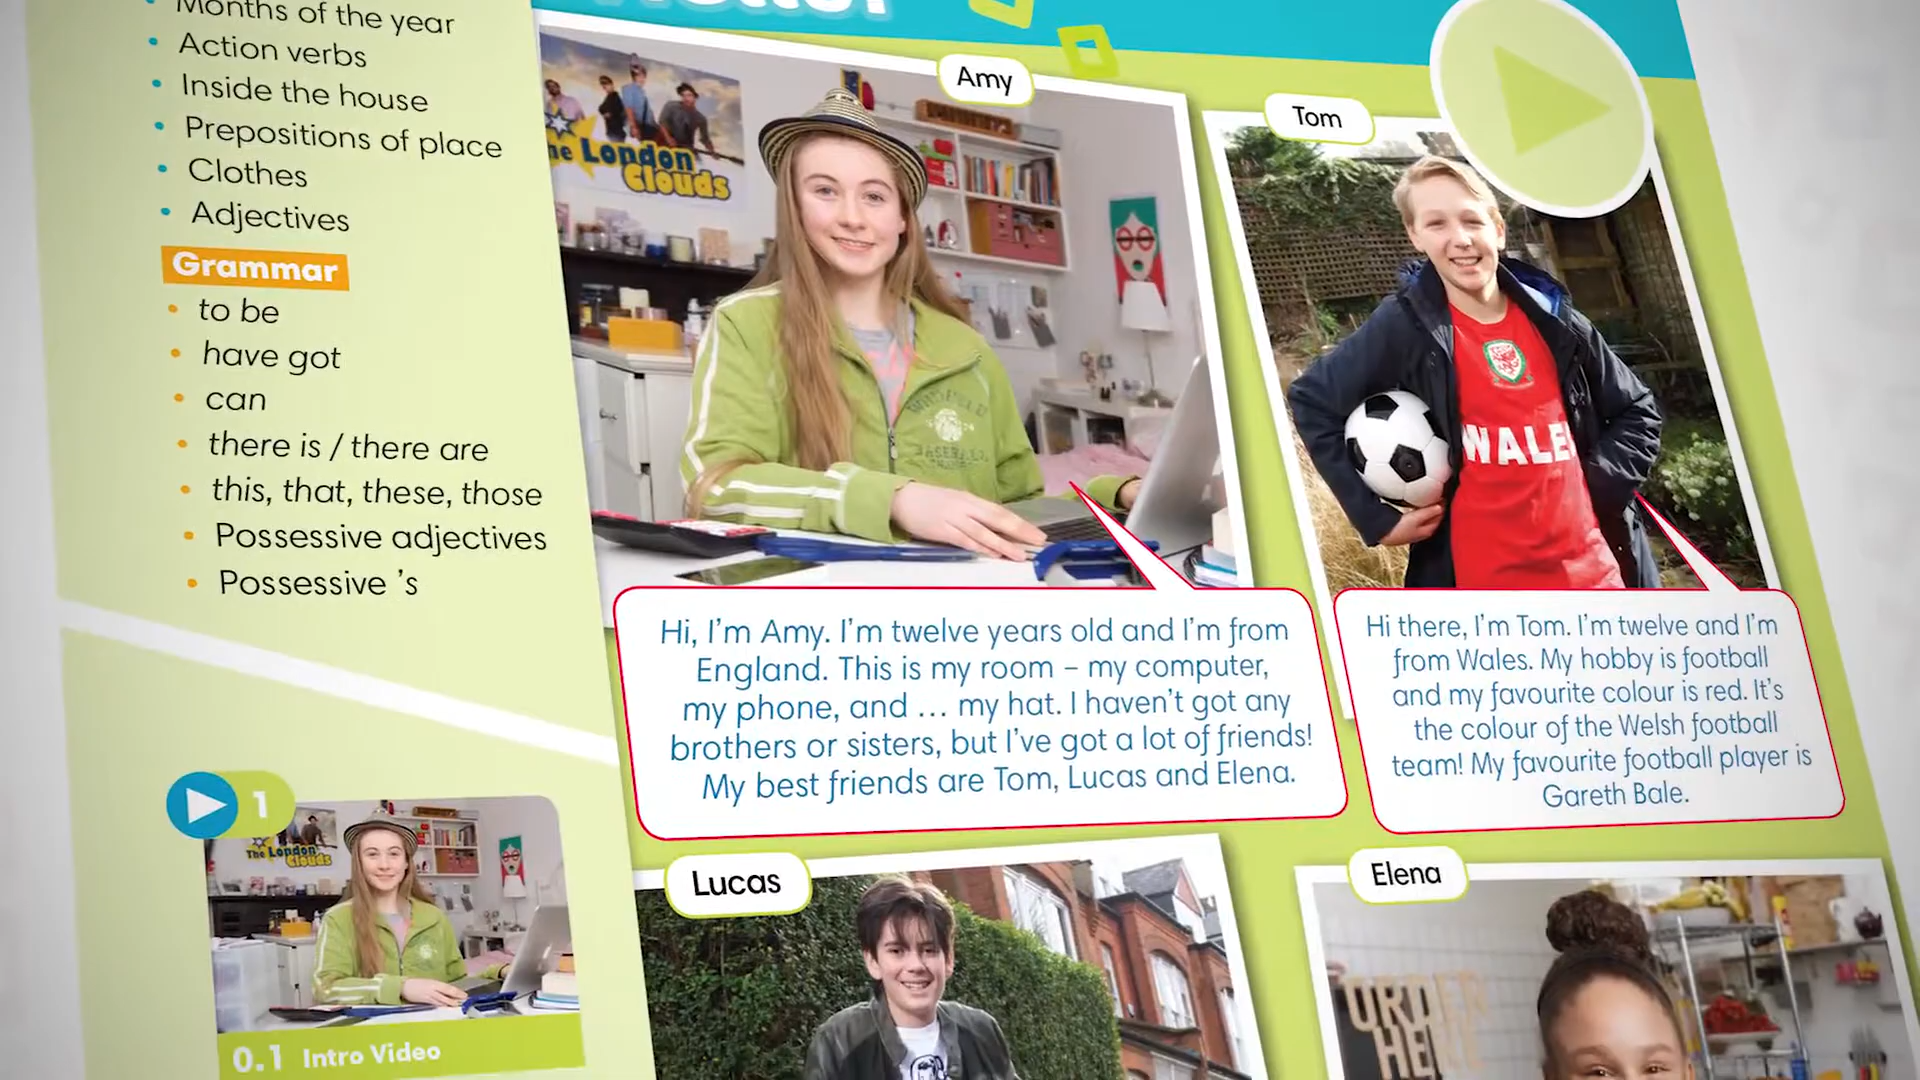 Months of the year
Action verbs
Inside the house
Prepositions of place
Clothes
Adjectives
Grammar
to be
have got
can
there is / there are
this, that, these, those
Possessive adjectives
Possessive ’s
1
The London
Clouds
0.1 Intro Video
Amy
The London
Clouds
Hi, I’m Amy. I’m twelve years old and I’m from
England. This is my room – my computer,
my phone, and … my hat. I haven’t got any
brothers or sisters, but I’ve got a lot of friends!
My best friends are Tom, Lucas and Elena.
Tom
WALES
Hi there, I’m Tom. I’m twelve and I’m
from Wales. My hobby is football
and my favourite colour is red. It’s
the colour of the Welsh football
team! My favourite football player is
Gareth Bale.
Lucas
Elena
ORDER
HERE